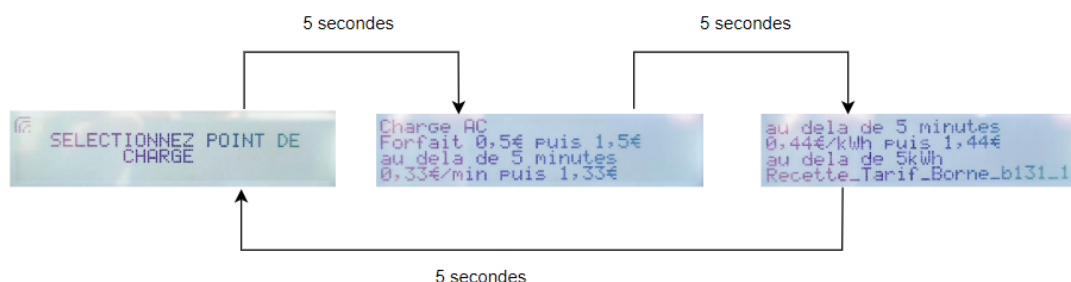 5 secondes
5 secondes
SELECTIONNEZ POINT DE
CHARGE
Charge AC
Forfait 0,5€ puis 1,5€
au dela de 5 minutes
0,33€/min puis 1,33€
au dela de 5 minutes
0,44€/kWh puis 1,44€
au dela de 5kWh
Recette_Tarif_Borne_b131_1
5 secondes